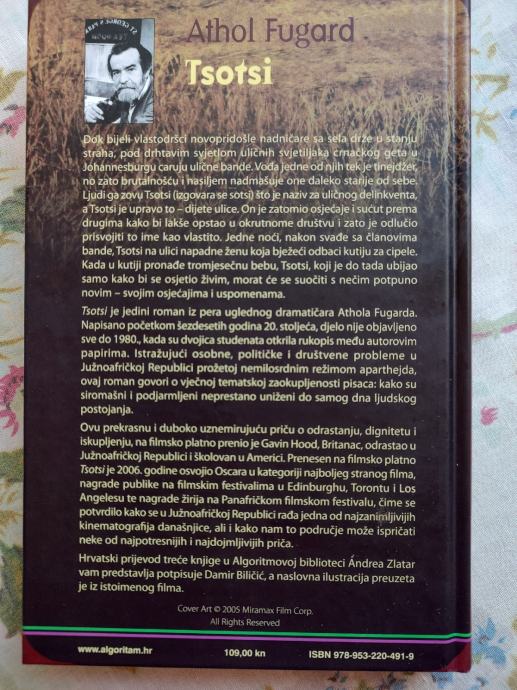 Athol Fugard
Tsotsi
Dok bijeli vlastodršci novopridošle nadničare sa sela drže u stanju
straha, pod drhtavim svjetlom uličnih svjetiljaka crnačkog geta u
Johannesburgu caruju ulične bande. Vođa jedne od njih tek je tinejdžer,
no zato brutalnošću i nasiljem nadmašuje one daleko starije od sebe.
Ljudi ga zovu Tsotsi (izgovara se sotsi) što je naziv za uličnog delinkventa,
a Tsotsi je upravo to – dijete ulice. On je zatomio osjećaje i sućut prema
drugima kako bi lakše opstao u okrutnome društvu i zato je odlučio
prisvojiti to ime kao vlastito. Jedne noći, nakon svađe sa članovima
bande, Tsotsi na ulici napadne ženu koja bježeći odbaci kutiju za cipele.
Kada u kutiji pronađe tromjesečnu bebu, Tsotsi, koji je do tada ubijao
samo kako bi se osjetio živim, morat će se suočiti s nečim potpuno
novim – svojim osjećajima i uspomenama.
Tsotsi je jedini roman iz pera uglednog dramatičara Athola Fugarda.
Napisano početkom šezdesetih godina 20. stoljeća, djelo nije objavljeno
sve do 1980., kada su dvojica studenata otkrila rukopis među autorovim
papirima. Istražujući osobne, političke i društvene probleme u
Južnoafričkoj Republici prožetoj nemilosrdnim režimom aparthejda,
ovaj roman govori o vječnoj tematskoj zaokupljenosti pisaca: kako su
siromašni i podjarmljeni neprestano uniženi do samog dna ljudskog
postojanja.
Ovu prekrasnu i duboko uznemirujuću priču o odrastanju, dignitetu i
iskupljenju, na filmsko platno prenio je Gavin Hood, Britanac, odrastao u
Južnoafričkoj Republici i školovan u Americi. Prenesen na filmsko platno
Tsotsi je 2006. godine osvojio Oscara u kategoriji najboljeg stranog filma,
nagrade publike na filmskim festivalima u Edinburghu, Torontu i Los
Angelesu te nagrade žirija na Panafričkom filmskom festivalu, čime se
potvrdilo kako se u Južnoafričkoj Republici rađa jedna od najzanimljivijih
kinematografija današnjice, ali i kako nam to područje može ispričati
neke od najpotresnijih i najdojmljivijih priča.
Hrvatski prijevod treće knjige u Algoritmovoj biblioteci Ándrea Zlatar
vam predstavlja potpisuje Damir Biličić, a naslovna ilustracija preuzeta
je iz istoimenog filma.
Cover Art © 2005 Miramax Film Corp.
All Rights Reserved
www.algoritam.hr 109,00 kn ISBN 978-953-220-491-9